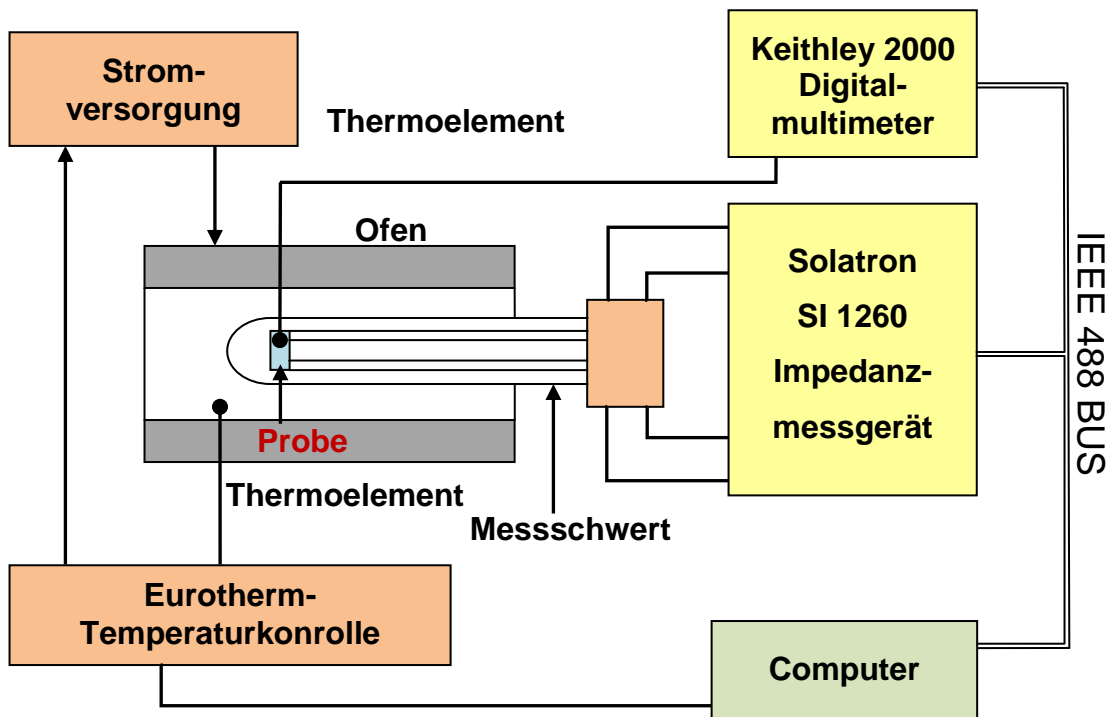 Strom-
versorgung
Keithley 2000
Digital-
multimeter
Thermoelement
Ofen
Solatron
SI 1260
Impedanz-
messgerät
IEEE 488 BUS
Probe
Thermoelement
Messschwert
Eurotherm-
Temperaturkonrolle
Computer